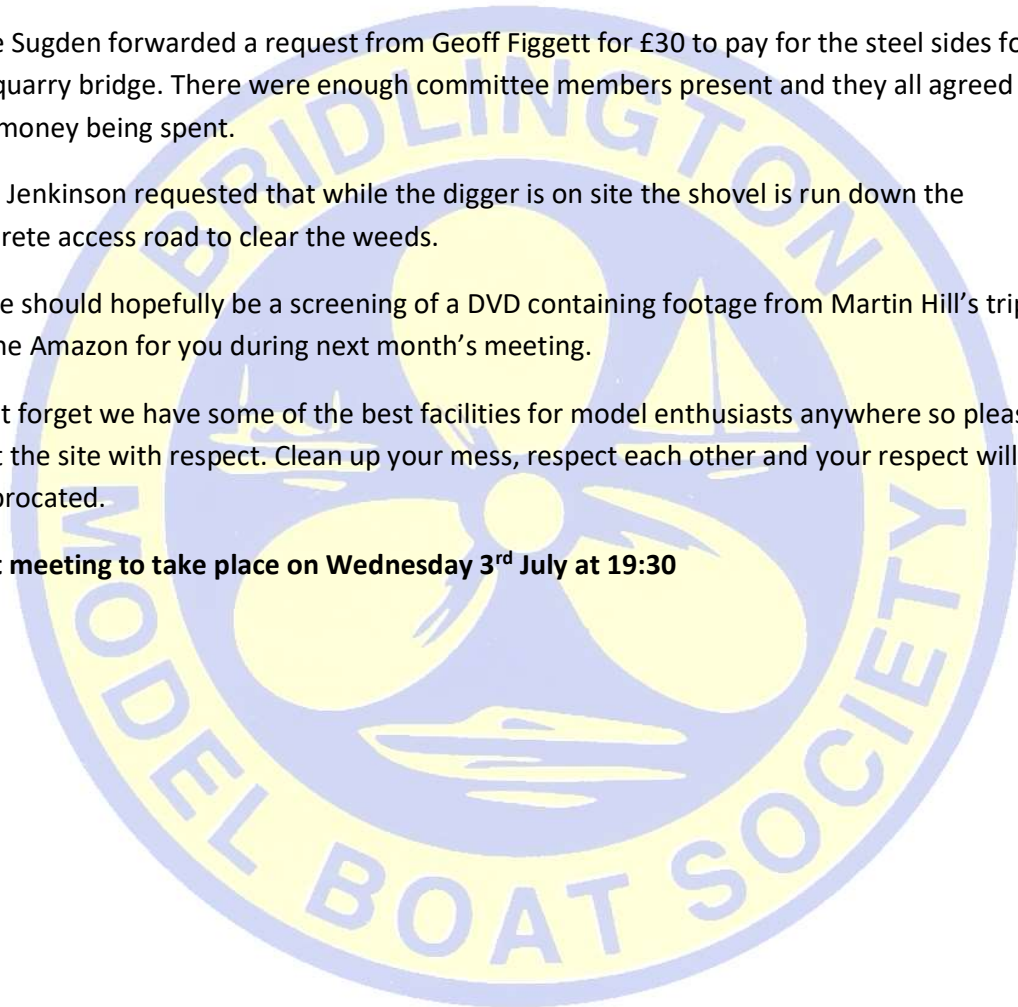 e Sugden forwarded a request from Geoff Figgett for £30 to pay for the steel sides fo
quarry bridge. There were enough committee members present and they all agreed
money being spent.
Jenkinson requested that while the digger is on site the shovel is run down the
rete access road to clear the weeds.
e should hopefully be a screening of a DVD containing footage from Martin Hill’s trip
ne Amazon for you during next month’s meeting.
t forget we have some of the best facilities for model enthusiasts anywhere so pleas
t the site with respect. Clean up your mess, respect each other and your respect will
procated.
t meeting to take place on Wednesday 3rd July at 19:30
BRIDLINGTON
MODEL BOAT SOCIETY